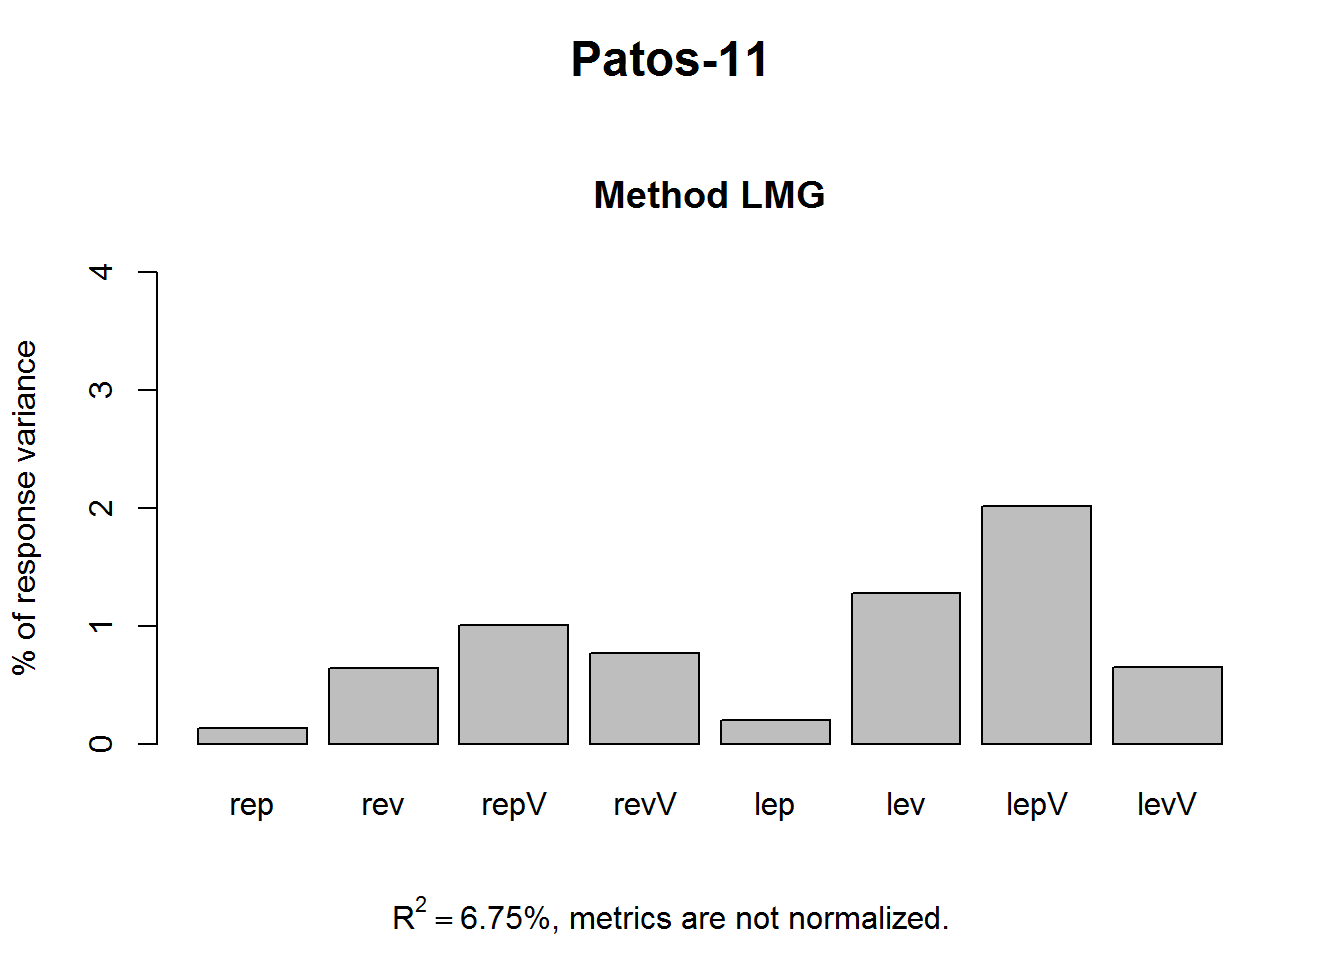 Patos-11
Method LMG
4
3
2
1
0
% of response variance
rep rev repV revV lep lev lepV levV
R² = 6.75%, metrics are not normalized.